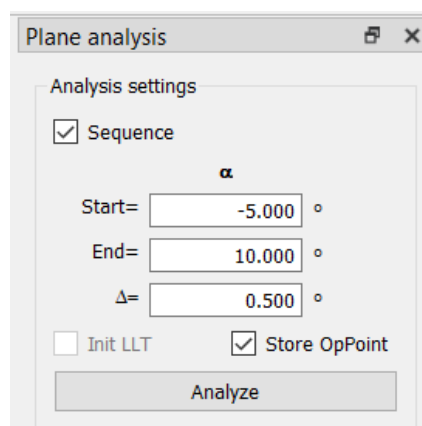 Plane analysis
Analysis settings
Sequence
α
Start= -5.000 °
End= 10.000 °
Δ= 0.500 °
Init LLT Store OpPoint
Analyze